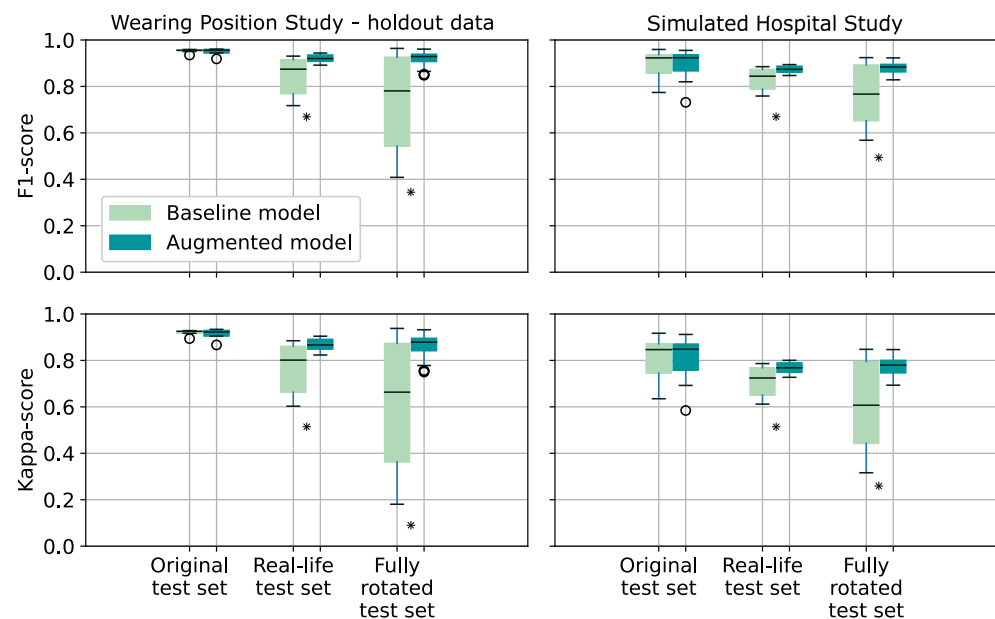 Wearing Position Study - holdout data
Simulated Hospital Study
F1-score
1.0
0.8
0.6
0.4
0.2
0.0
Baseline model
Augmented model
*
*
*
*
Kappa-score
1.0
0.8
0.6
0.4
0.2
0.0
*
*
*
*
Original
test set
Real-life
test set
Fully
rotated
test set
Original
test set
Real-life
test set
Fully
rotated
test set